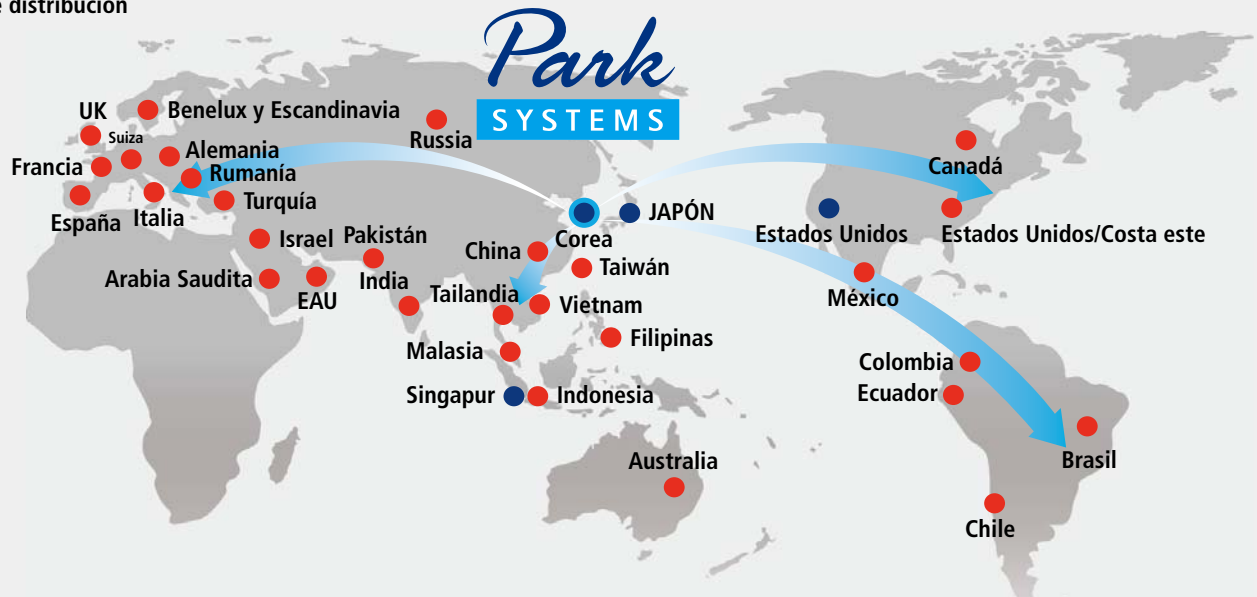 distribución
Park
SYSTEMS
UK
Benelux y Escandinavia
Suiza
Russia
Alemania
Francia
Rumanía
Canadá
España
Italia
Turquía
JAPÓN
Israel
Pakistán
China
Corea
Estados Unidos
Estados Unidos/Costa este
Arabia Saudita
EAU
India
Taiwán
Tailandia
Vietnam
México
Malasia
Filipinas
Colombia
Singapur
Indonesia
Ecuador
Australia
Brasil
Chile